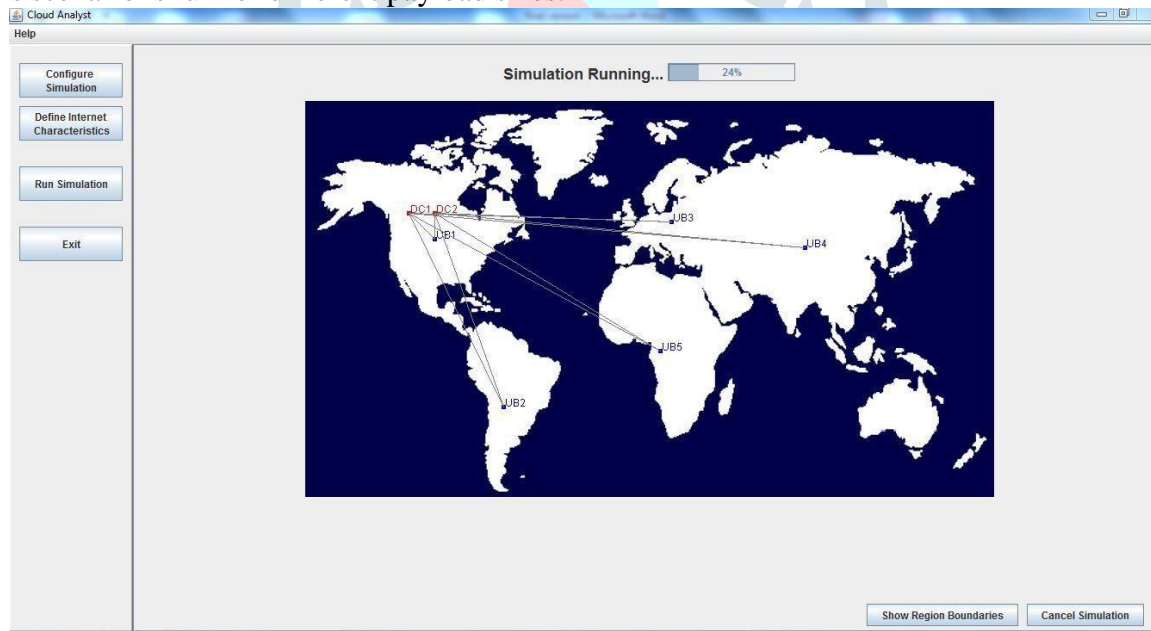 Cloud Analyst
Help
Configure
Simulation
Define Internet
Characteristics
Run Simulation
Exit
Simulation Running... 24%
DC1 DC2
UB3
UB1
UB4
UB5
UB2
Show Region Boundaries Cancel Simulation